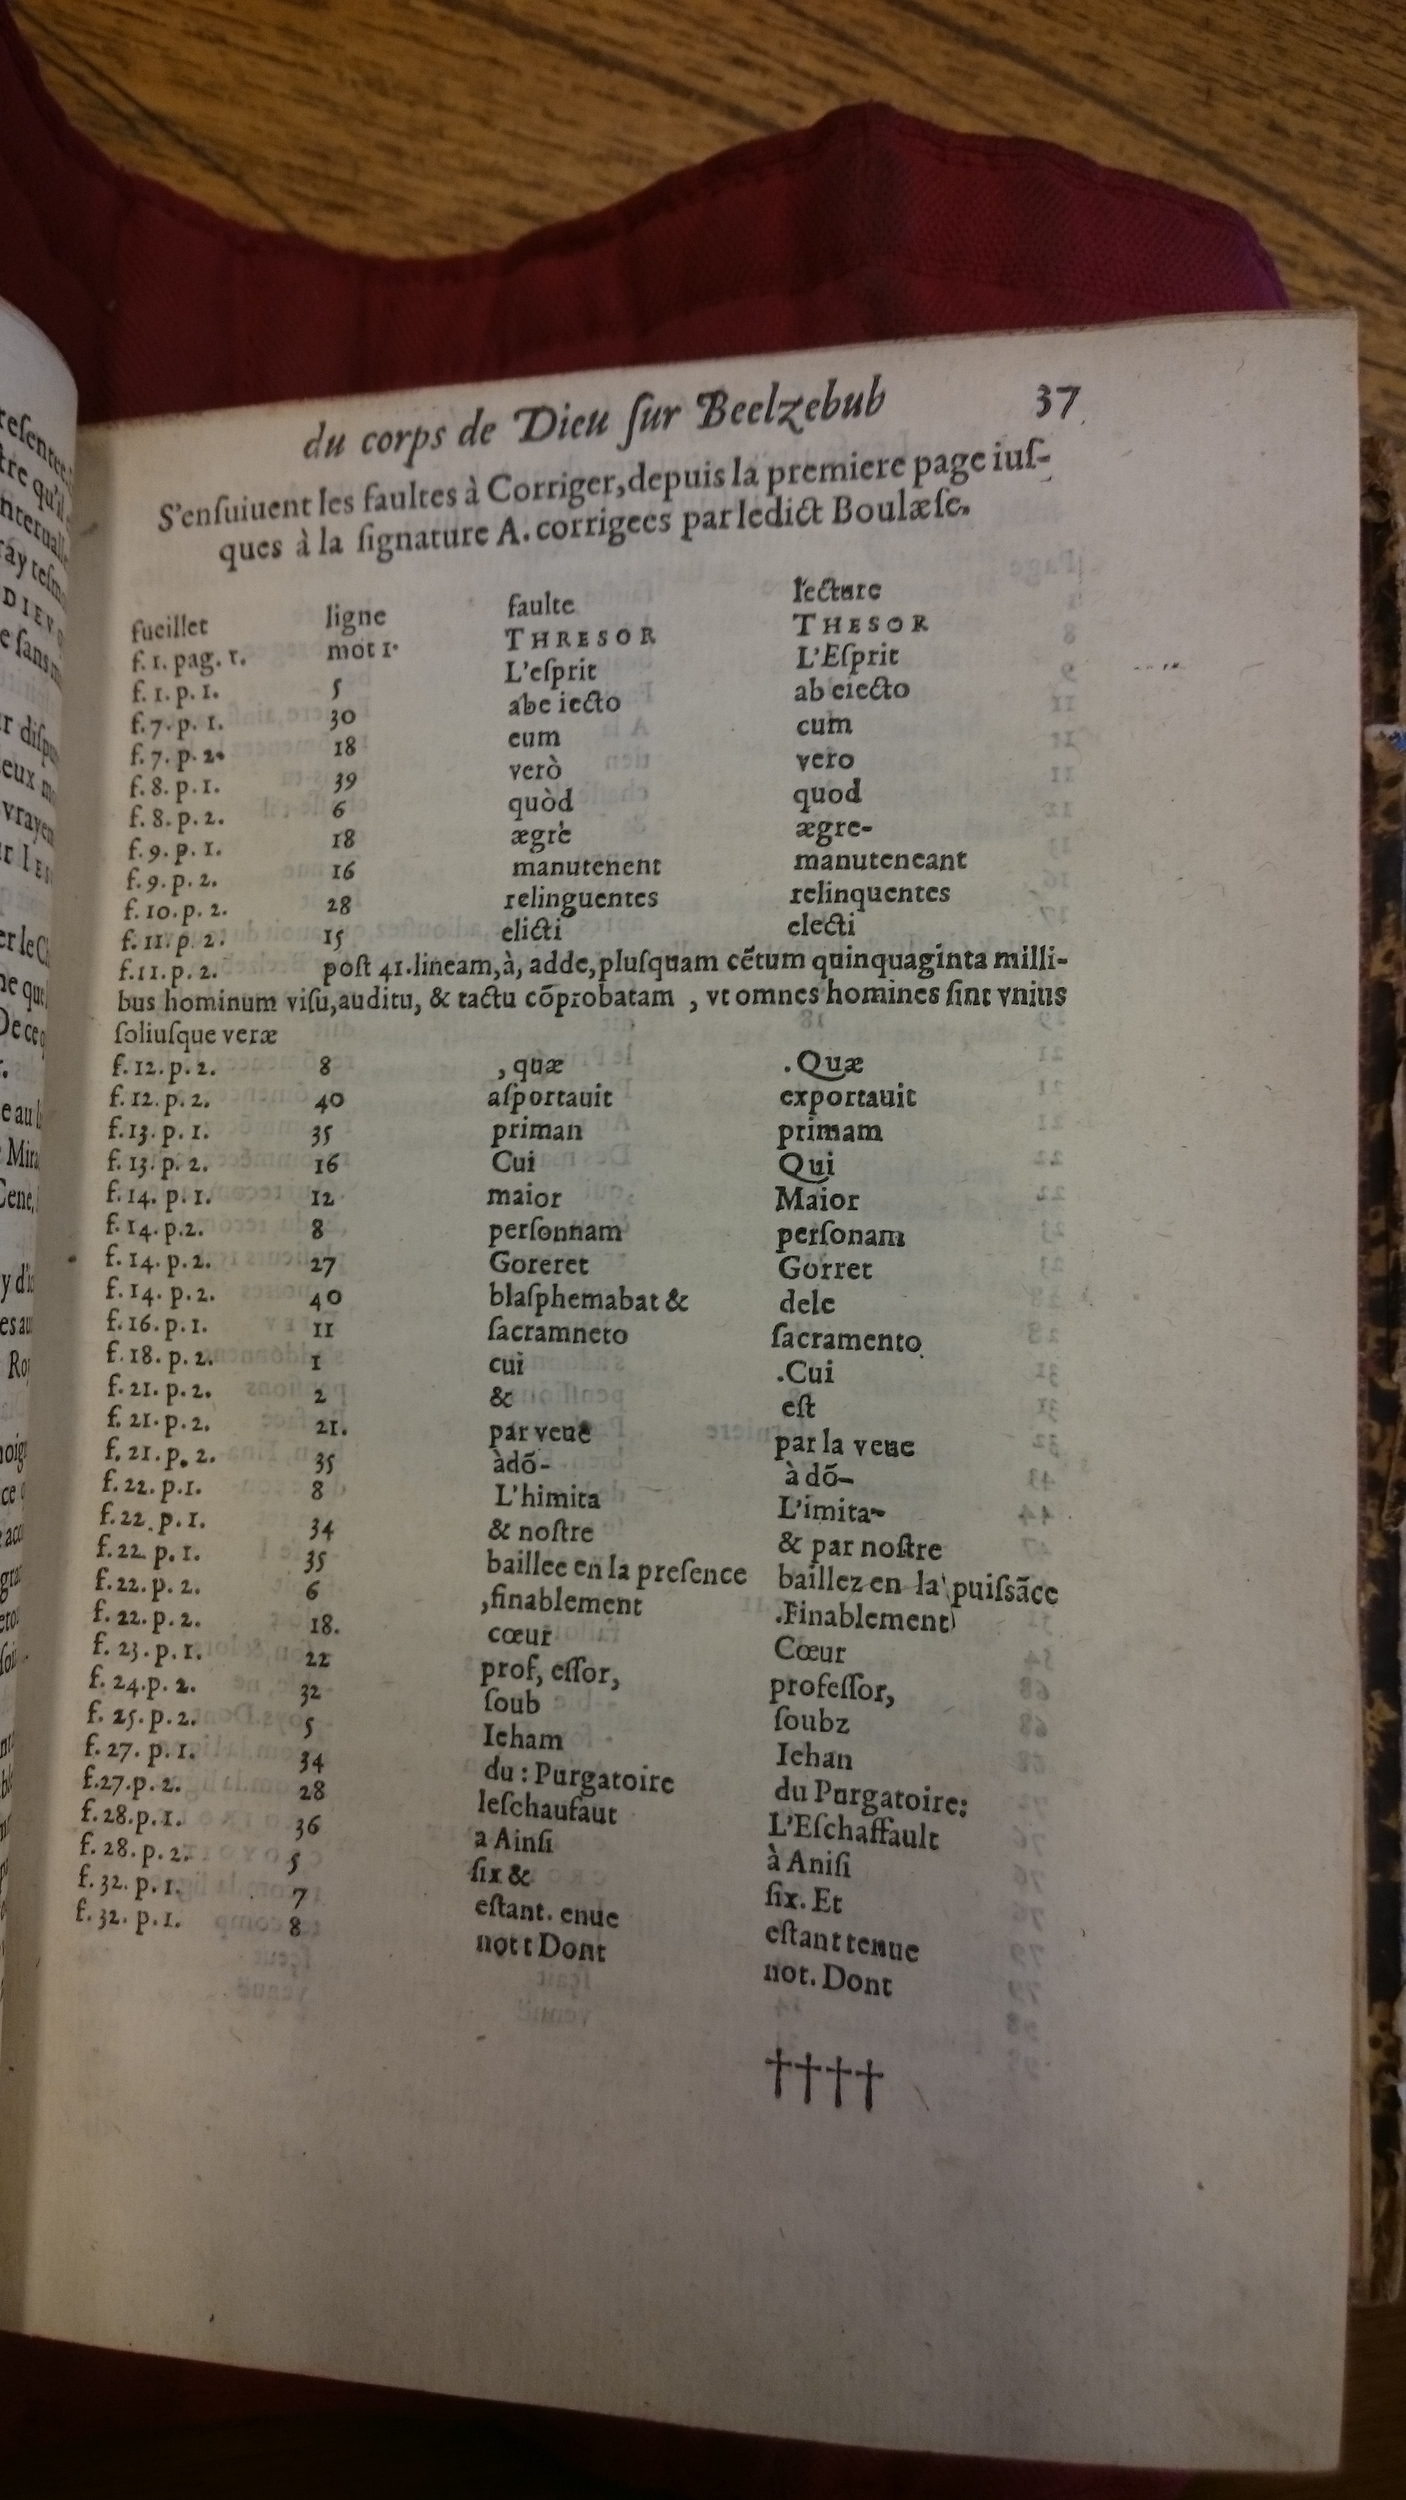 du corps de Dieu ſur Beelzebub 37
S'enſuiuent les faultes à Corriger, depuis la premiere page iuſ-
ques à la ſignature A. corrigees par ledict Boulæſe.
fueillet ligne faulte lecture
f. 1. pag. 1. mot 1. THRESOR THESOR
f. 1. p. 1. 5 L'eſprit L'Eſprit
f. 7. p. 1. 30 abe iecto ab eiecto
f. 7. p. 2. 18 eum cum
f. 8. p. 1. 39 verò vero
f. 8. p. 2. 6 quòd quod
f. 9. p. 1. 18 ægrè ægre-
f. 9. p. 2. 16 manutenent manuteneant
f. 10. p. 2. 28 relinguentes relinquentes
f. 11. p. 2. 15 elicti electi
f. 11. p. 2. poſt 41. lineam, à, adde, pluſquam cẽtum quinquaginta milli-
bus hominum viſu, auditu, & tactu cõprobatam , vt omnes homines ſint vnius
ſoliuſque veræ
f. 12. p. 2. 8 , quæ . Quæ
f. 12. p. 2. 40 aſportauit exportauit
f. 13. p. 1. 35 priman primam
f. 13. p. 2. 16 Cui Qui
f. 14. p. 1. 12 maior Maior
f. 14. p. 2. 8 perſonnam perſonam
f. 14. p. 2. 27 Goreret Gorret
f. 14. p. 2. 40 blaſphemabat & dele
f. 16. p. 1. 11 ſacramneto ſacramento
f. 18. p. 2. 1 cui .Cui
f. 21. p. 2. 2 & eſt
f. 21. p. 2. 21. par veue par la veue
f. 21. p. 2. 35 àdõ- à dõ-
f. 22. p. 1. 8 L'himita L'imita-
f. 22. p. 1. 34 & noſtre & par noſtre
f. 22. p. 1. 35 baillee en la preſence baillez en la puiſsãce
f. 22. p. 2. 6 ,finablement .Finablement
f. 22. p. 2. 18. cœur Cœur
f. 23. p. 1. 22 prof, eſſor, profeſſor,
f. 24. p. 2. 32 ſoub ſoubz
f. 25. p. 2. 5 Ieham Iehan
f. 27. p. 1. 34 du : Purgatoire du Purgatoire:
f. 27. p. 2. 28 leſchaufaut L'Eſchaffault
f. 28. p. 1. 36 a Ainſi à Aniſi
f. 28. p. 2. 5 ſix & ſix. Et
f. 32. p. 1. 7 eſtant. enue eſtant tenue
f. 32. p. 1. 8 nott Dont not. Dont
††††